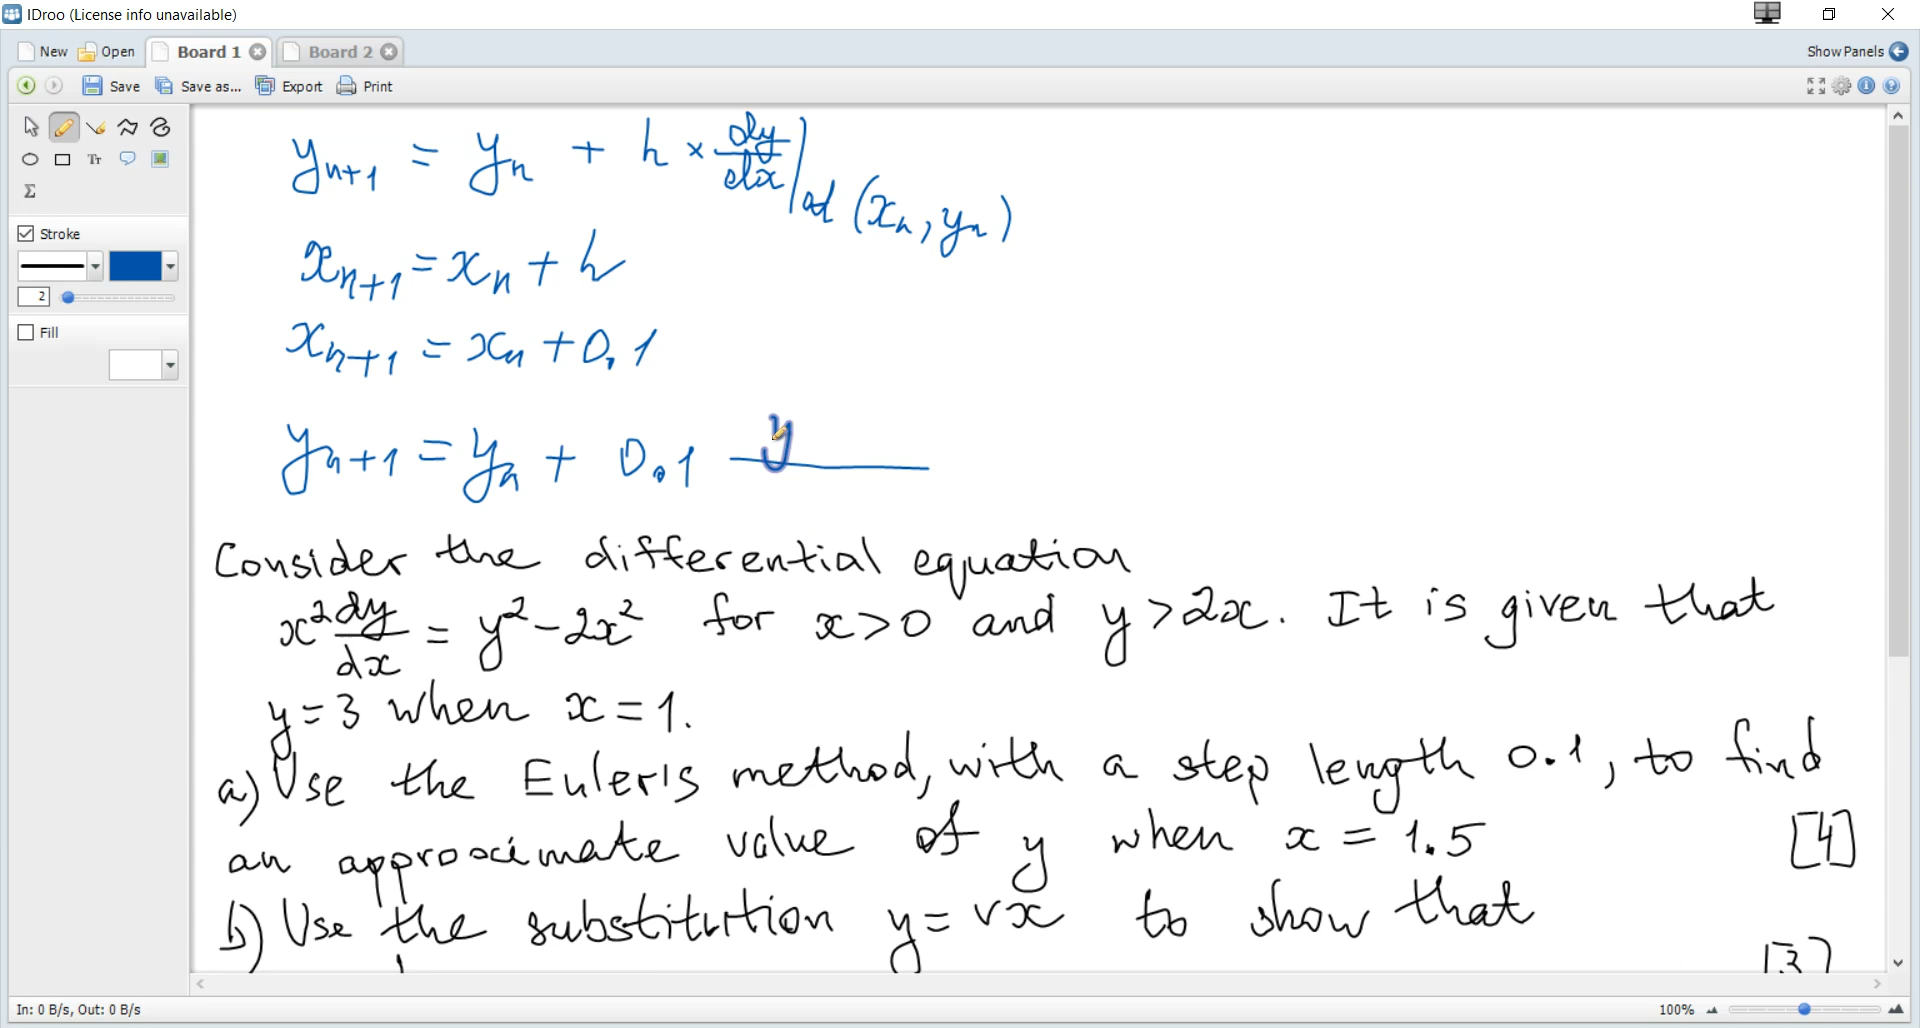 IDroo (License info unavailable)
New Open Board 1 Board 2 Show Panels
Save Save as... Export Print
Tr
Σ
Stroke
2
Fill
y_{n+1} = y_n + h × dy/dx | at (x_n, y_n)
x_{n+1} = x_n + h
x_{n+1} = x_n + 0.1
y_{n+1} = y_n + 0.1 y
Consider the differential equation
x² dy/dx = y² - 2x² for x > 0 and y > 2x. It is given that
y = 3 when x = 1.
a) Use the Euler's method, with a step length 0.1, to find
an approximate value of y when x = 1.5 [4]
b) Use the substitution y = vx to show that
[3]
In: 0 B/s, Out: 0 B/s 100%